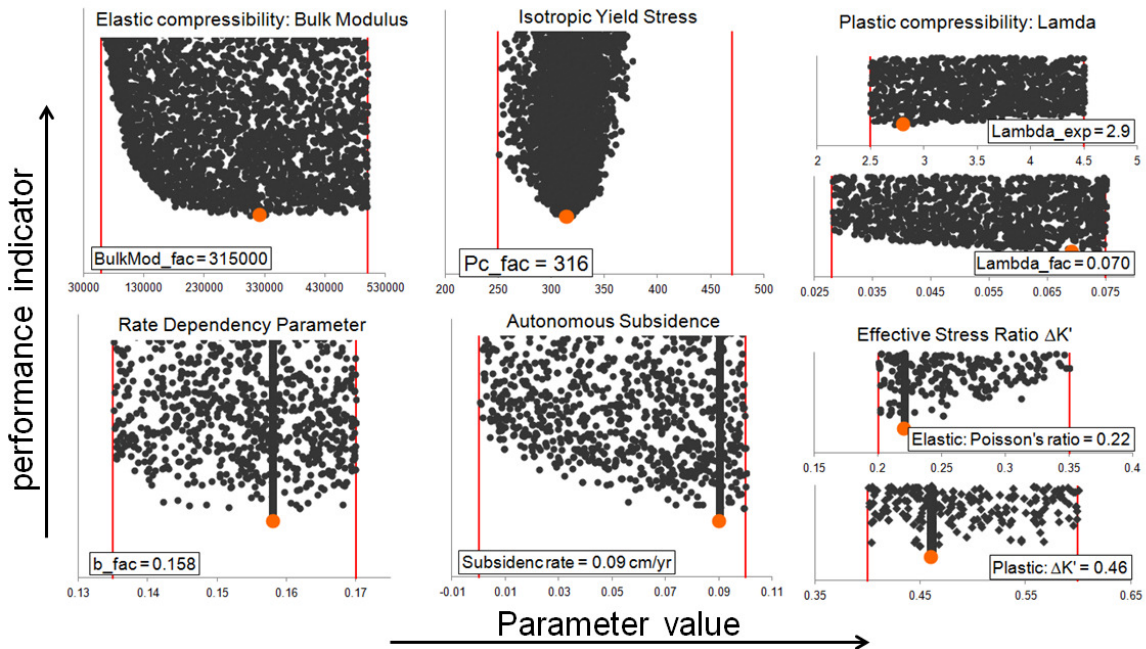 Elastic compressibility: Bulk Modulus
BulkMod_fac = 315000
30000 130000 230000 330000 430000 530000
Isotropic Yield Stress
Pc_fac = 316
200 250 300 350 400 450 500
Plastic compressibility: Lamda
Lambda_exp = 2.9
2 2.5 3 3.5 4 4.5 5
Lambda_fac = 0.070
0.025 0.035 0.045 0.055 0.065 0.075
performance indicator
Rate Dependency Parameter
b_fac = 0.158
0.13 0.14 0.15 0.16 0.17
Autonomous Subsidence
Subsidenc rate = 0.09 cm/yr
-0.01 0.01 0.03 0.05 0.07 0.09 0.11
Effective Stress Ratio ΔK'
Elastic: Poisson's ratio = 0.22
0.15 0.2 0.25 0.3 0.35 0.4
Plastic: ΔK' = 0.46
0.35 0.45 0.55 0.65
Parameter value